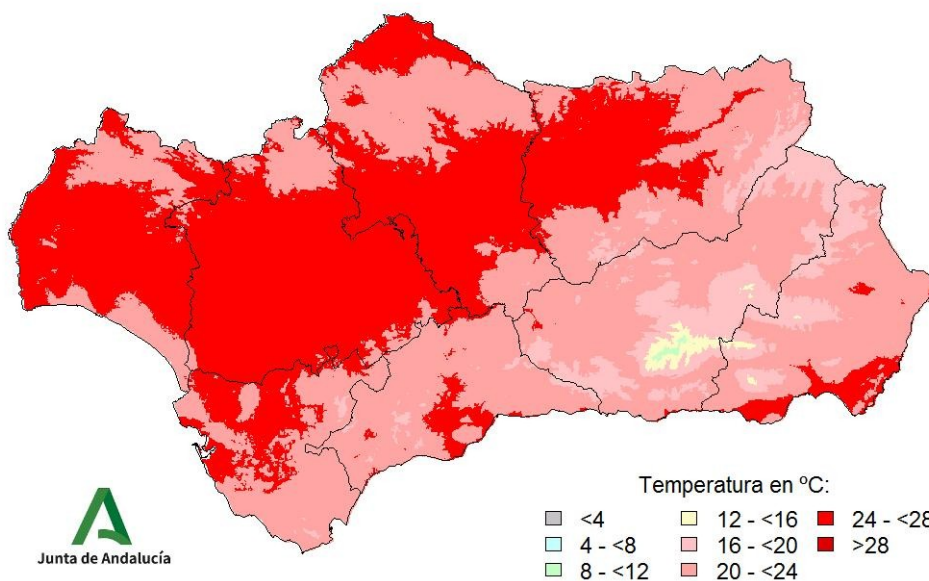 Temperatura en ºC:
<4
4 - <8
8 - <12
12 - <16
16 - <20
20 - <24
24 - <28
>28
Junta de Andalucía